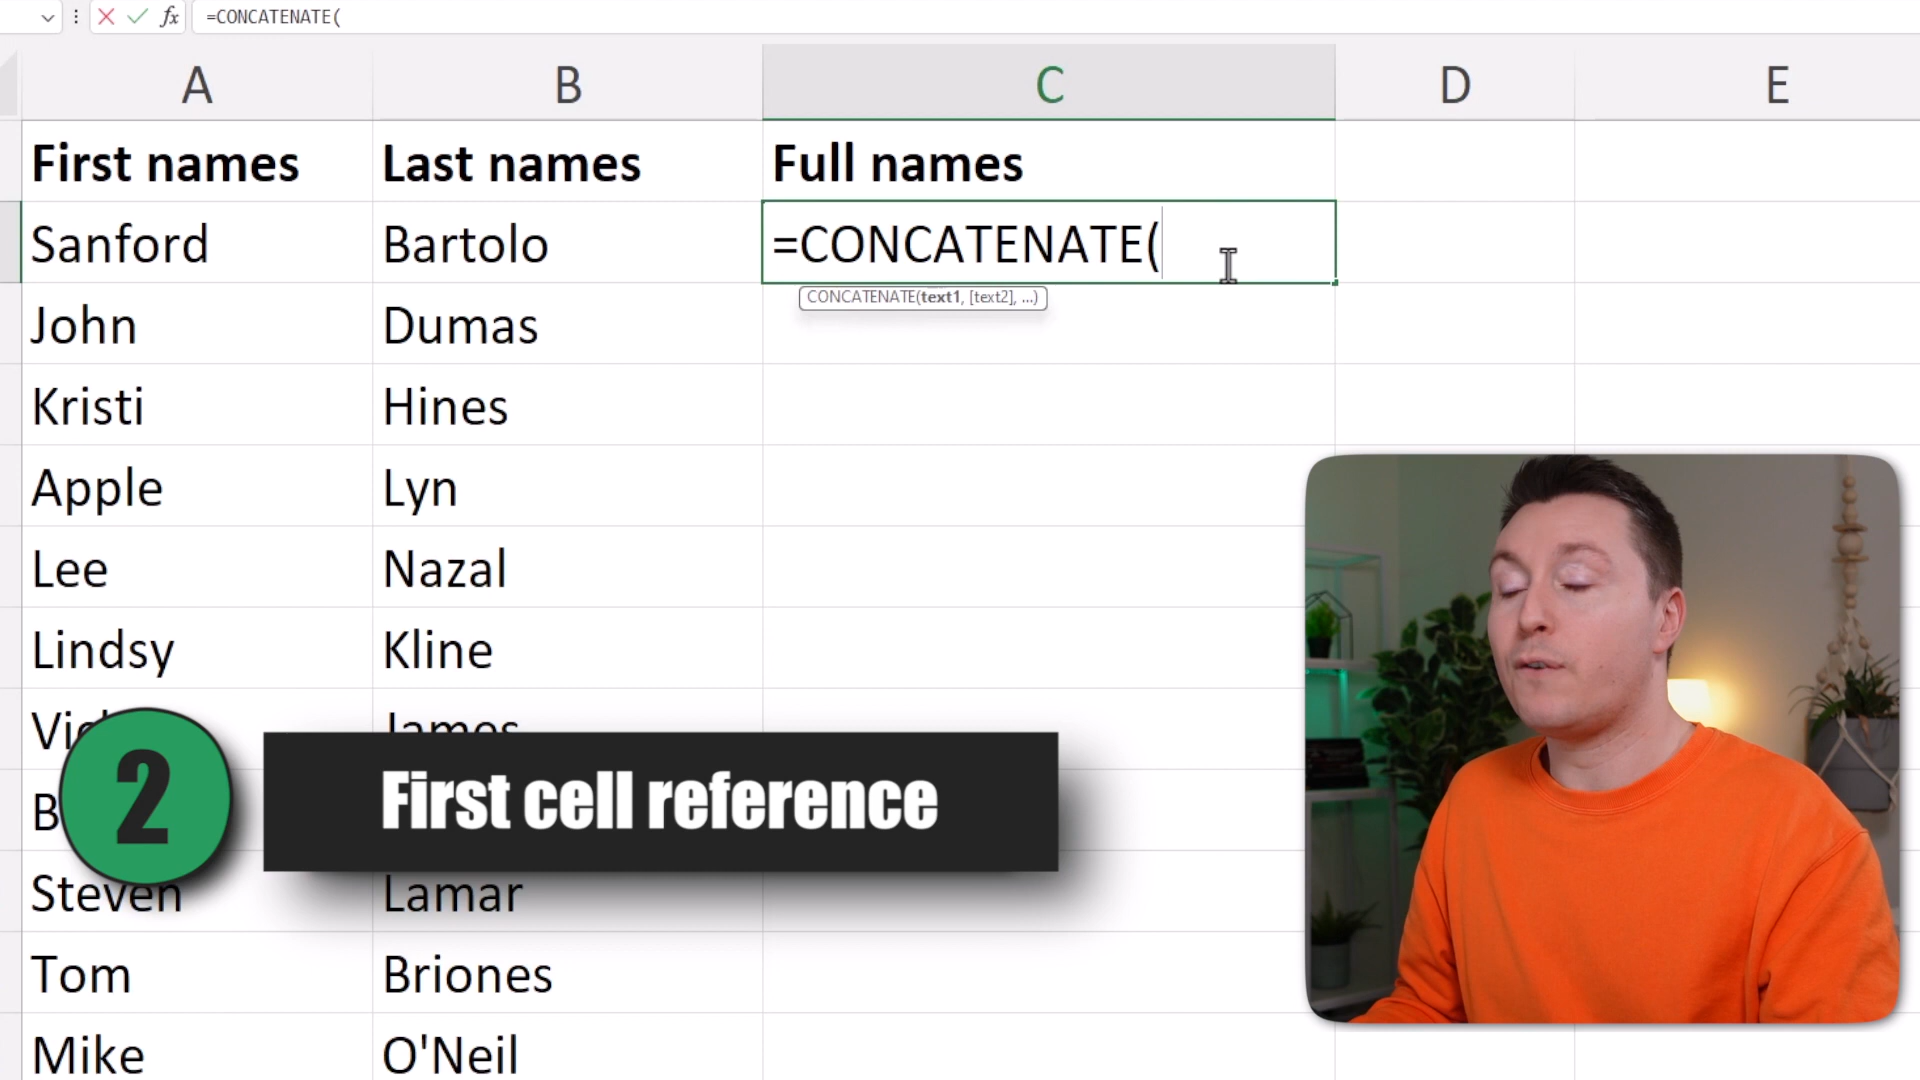 =CONCATENATE(
A B C D E
First names Last names Full names
Sanford Bartolo =CONCATENATE(
CONCATENATE(text1, [text2], ...)
John Dumas
Kristi Hines
Apple Lyn
Lee Nazal
Lindsy Kline
James
2 First cell reference
Steven Lamar
Tom Briones
Mike O'Neil